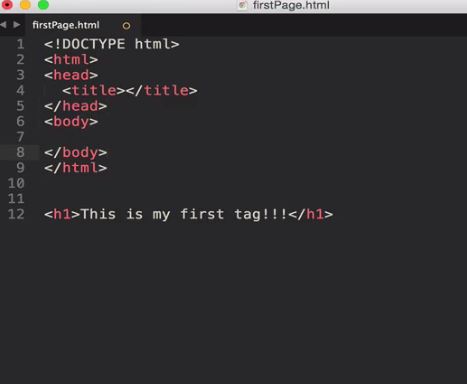 firstPage.html
firstPage.html
1 <!DOCTYPE html>
2 <html>
3 <head>
4 <title></title>
5 </head>
6 <body>
7
8 </body>
9 </html>
10
11
12 <h1>This is my first tag!!!</h1>